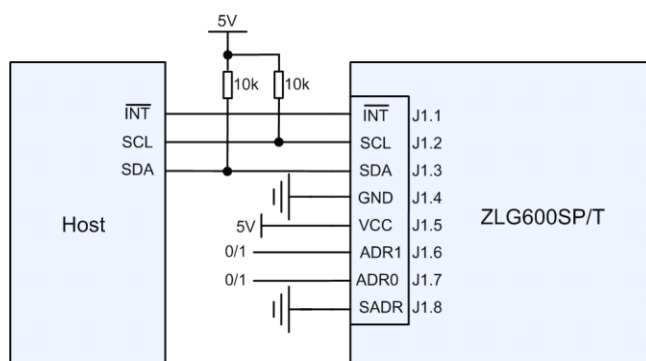 5V
10k 10k
INT INT J1.1
SCL SCL J1.2
SDA SDA J1.3
GND J1.4
Host 5V VCC J1.5 ZLG600SP/T
0/1 ADR1 J1.6
0/1 ADR0 J1.7
SADR J1.8